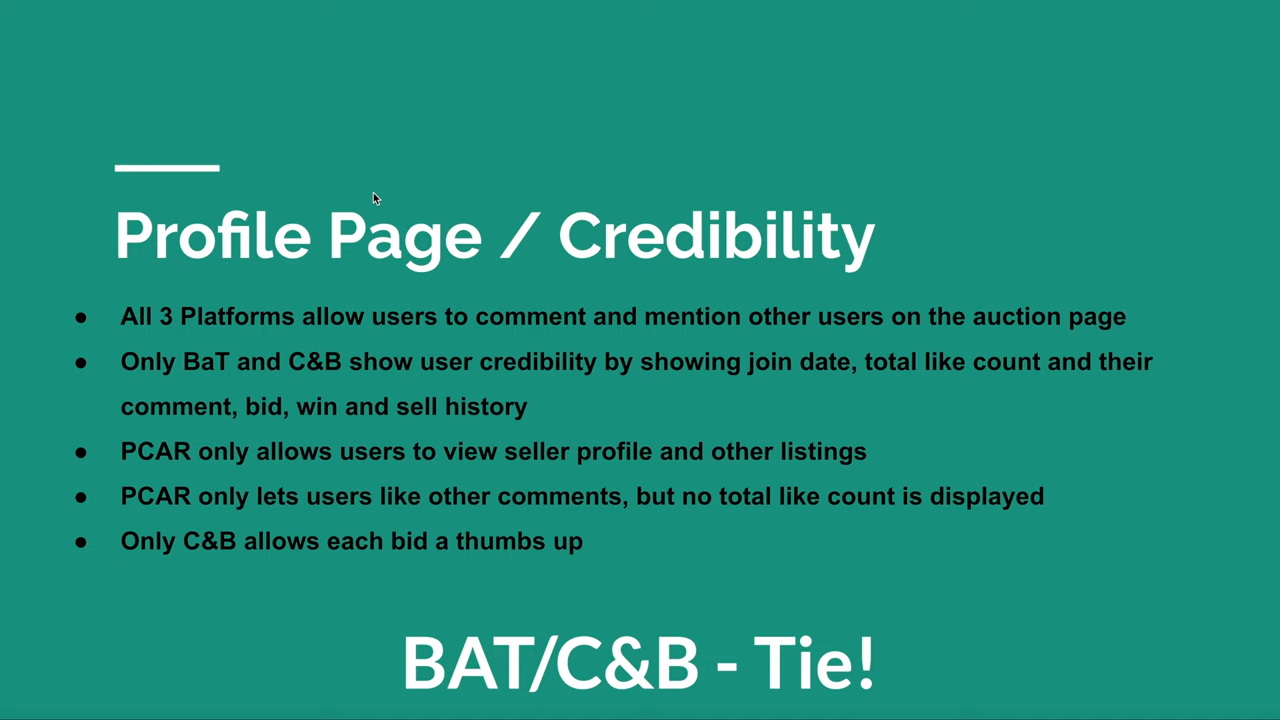 Profile Page / Credibility
● All 3 Platforms allow users to comment and mention other users on the auction page
● Only BaT and C&B show user credibility by showing join date, total like count and their
comment, bid, win and sell history
● PCAR only allows users to view seller profile and other listings
● PCAR only lets users like other comments, but no total like count is displayed
● Only C&B allows each bid a thumbs up
BAT/C&B - Tie!